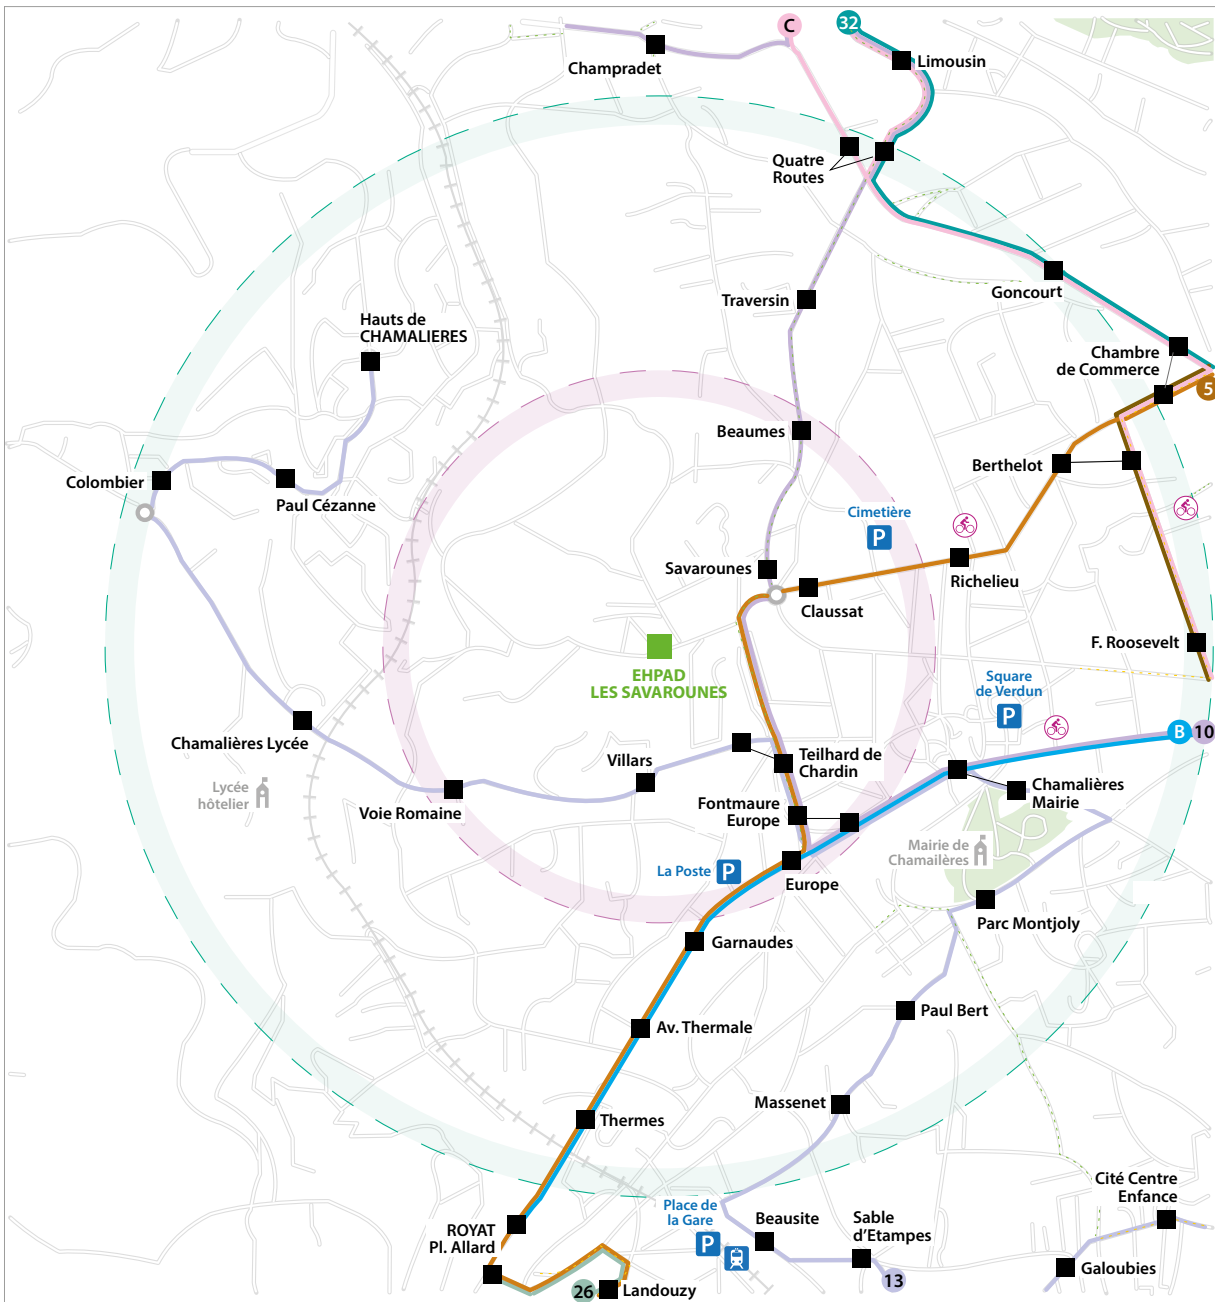 32
C
Limousin
Champradet
Quatre
Routes
Goncourt
Traversin
Hauts de
CHAMALIERES
Chambre
de Commerce
5
Beaumes
Berthelot
Colombier
Paul Cézanne
Cimetière
P
Savarounes
Richelieu
Claussat
F. Roosevelt
EHPAD
LES SAVAROUNES
Square
de Verdun
P
B
10
Chamalières Lycée
Villars
Teilhard de
Chardin
Lycée
hôtelier
Voie Romaine
Fontmaure
Europe
Chamalières
Mairie
Mairie de
Chamailères
La Poste
P
Europe
Parc Montjoly
Garnaudes
Paul Bert
Av. Thermale
Massenet
Thermes
Cité Centre
Enfance
Place de
la Gare
P
Beausite
Sable
d'Etampes
ROYAT
Pl. Allard
Galoubies
13
26
Landouzy